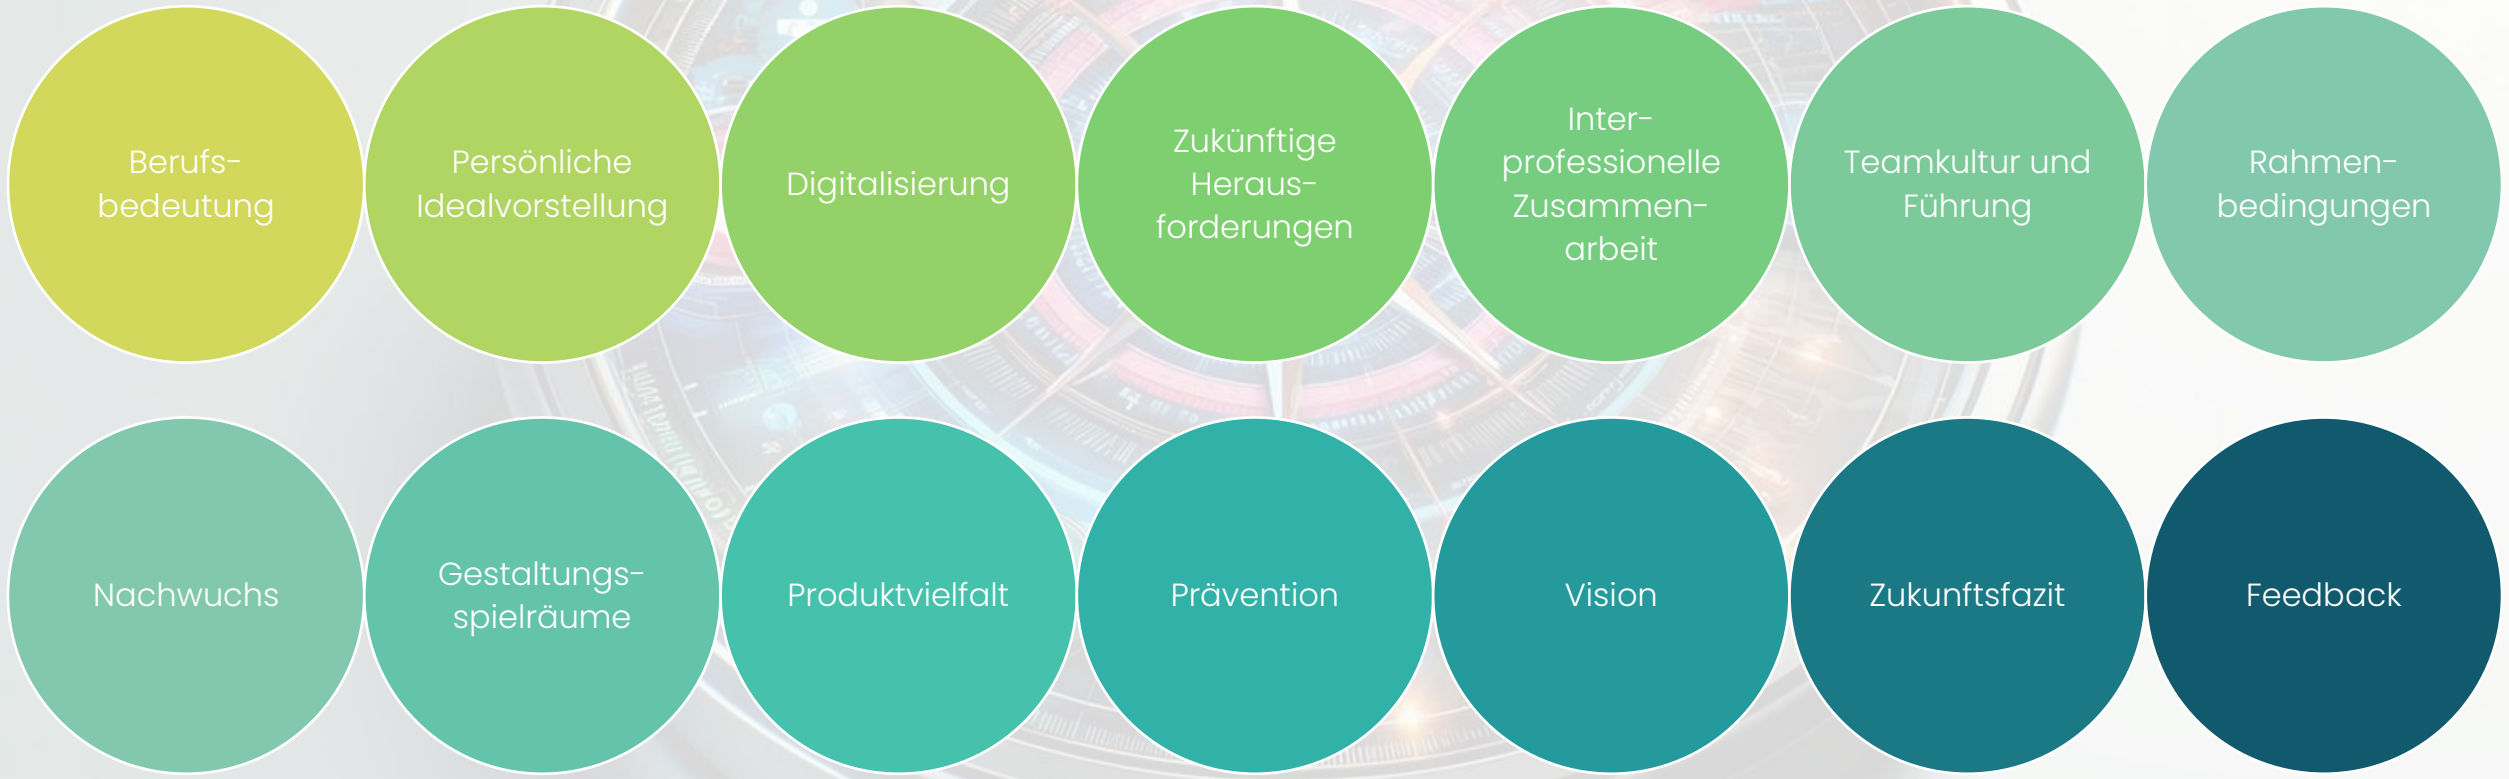 Berufs-
bedeutung
Persönliche
Idealvorstellung
Digitalisierung
Zukünftige
Heraus-
forderungen
Inter-
professionelle
Zusammen-
arbeit
Teamkultur und
Führung
Rahmen-
bedingungen
Nachwuchs
Gestaltungs-
spielräume
Produktvielfalt
Prävention
Vision
Zukunftsfazit
Feedback